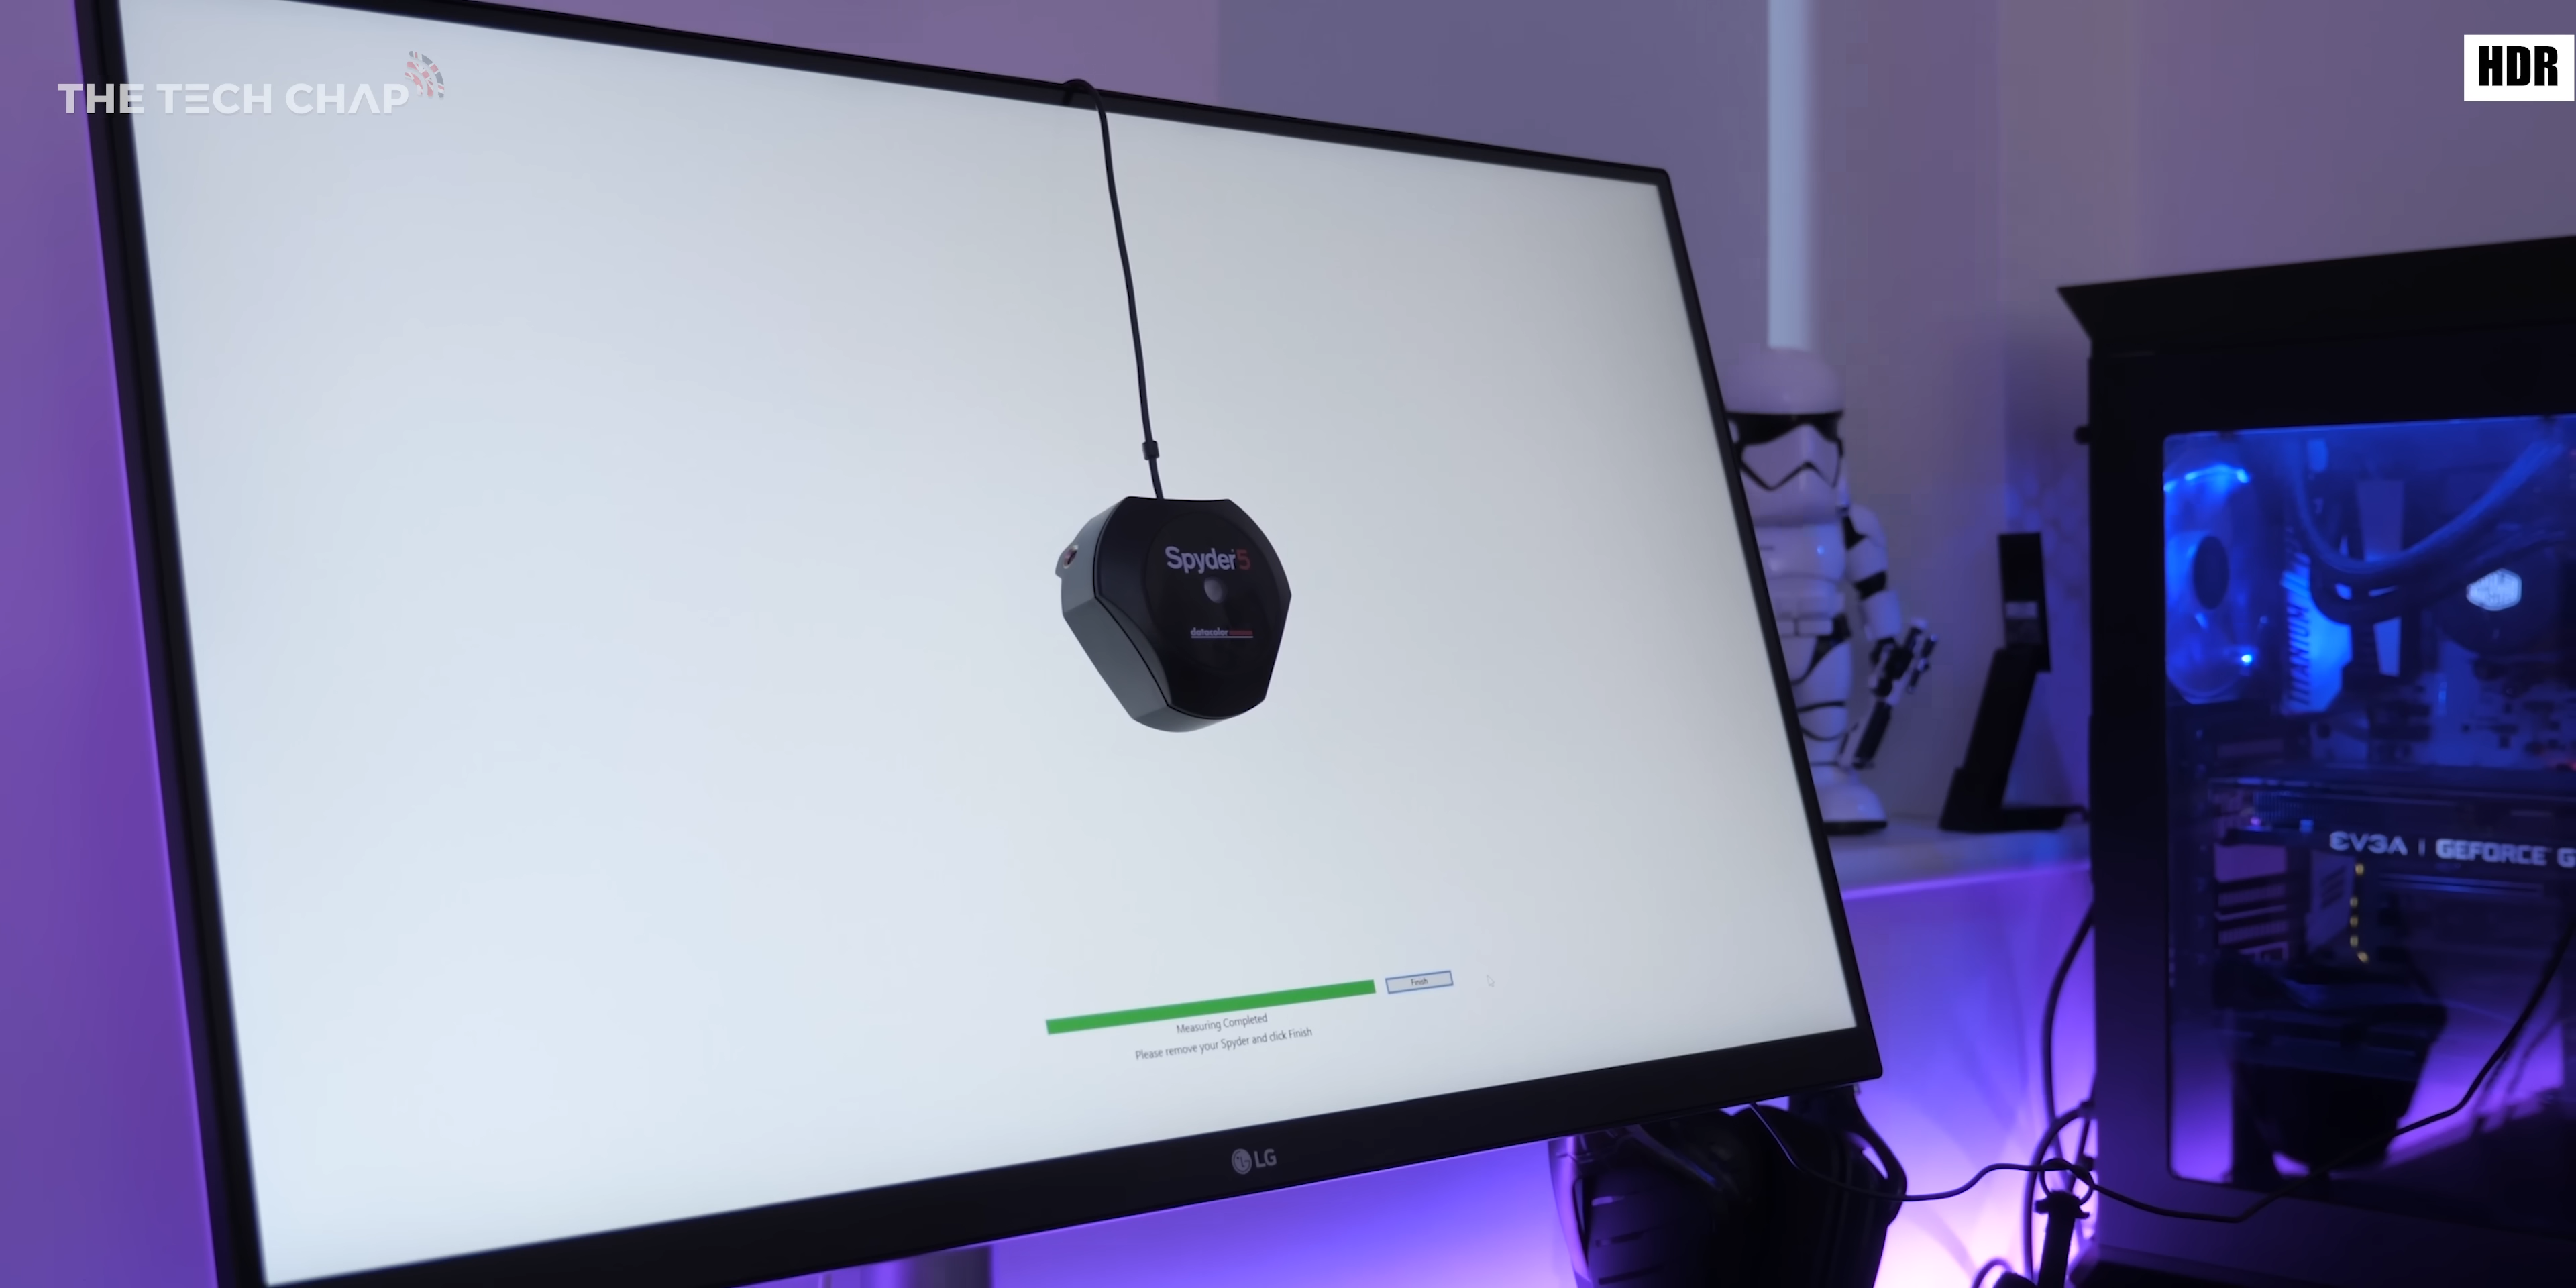 THE TECH CHAP
HDR
Spyder5
datacolor
TITANIUM
EVGA | GEFORCE G
Finish
Measuring Completed
Please remove your Spyder and click Finish
LG